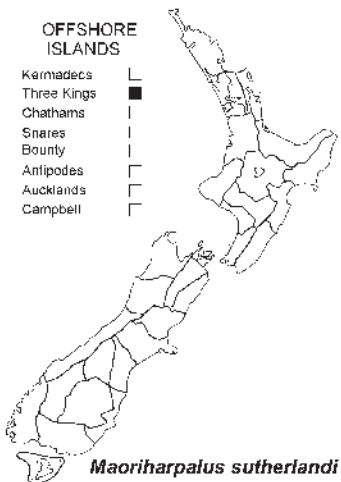 OFFSHORE
ISLANDS
Kermadecs
Three Kings
Chathams
Snares
Bounty
Antipodes
Aucklands
Campbell
Maoriharpalus sutherlandi